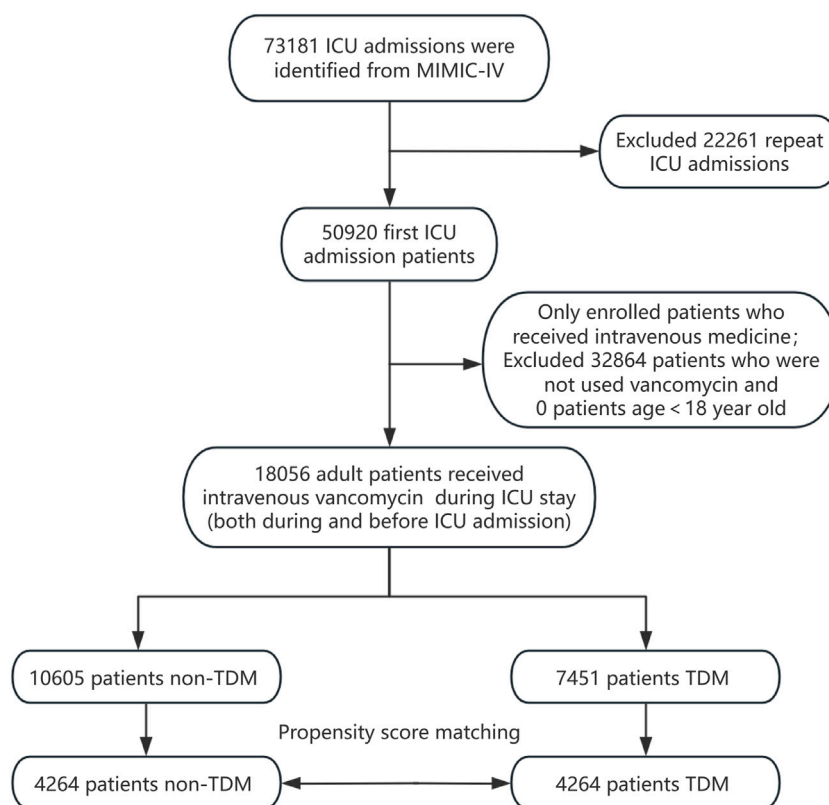 73181 ICU admissions were
identified from MIMIC-IV
Excluded 22261 repeat
ICU admissions
50920 first ICU
admission patients
Only enrolled patients who
received intravenous medicine;
Excluded 32864 patients who were
not used vancomycin and
0 patients age < 18 year old
18056 adult patients received
intravenous vancomycin during ICU stay
(both during and before ICU admission)
10605 patients non-TDM
7451 patients TDM
Propensity score matching
4264 patients non-TDM
4264 patients TDM